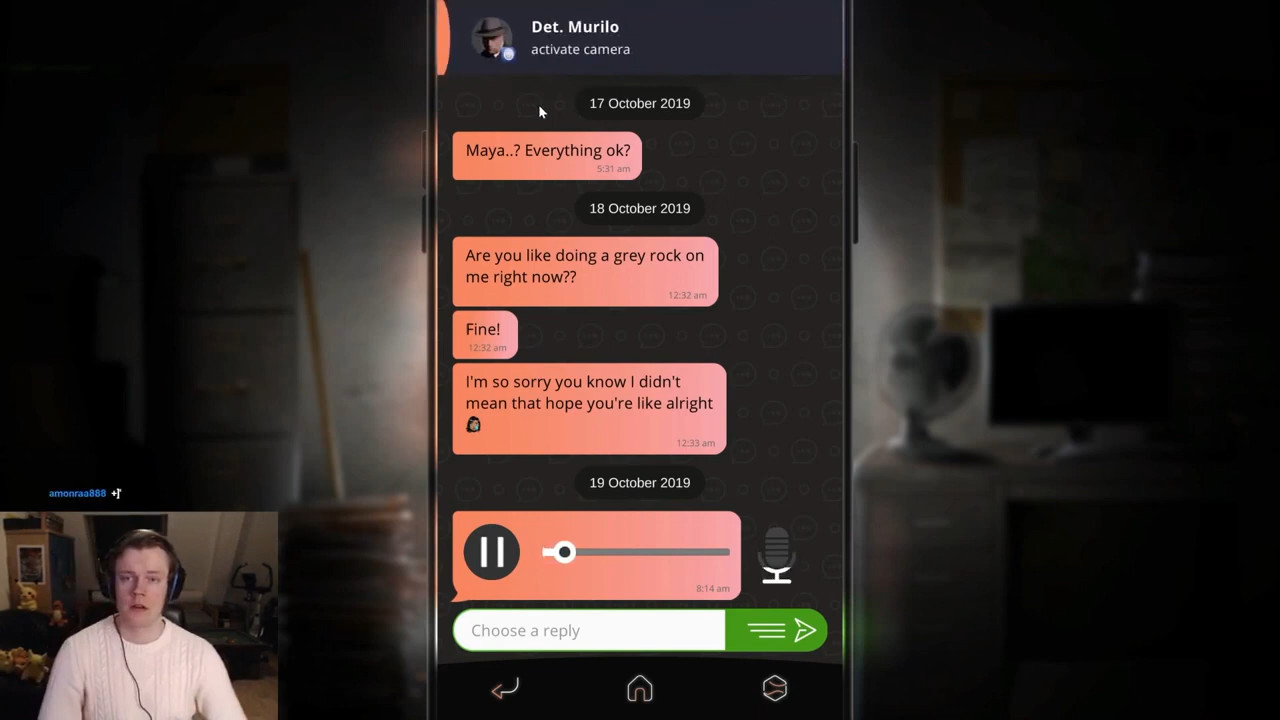 Det. Murilo
activate camera
17 October 2019
Maya..? Everything ok?
5:31 am
18 October 2019
Are you like doing a grey rock on
me right now??
12:32 am
Fine!
12:32 am
I'm so sorry you know I didn't
mean that hope you're like alright
12:33 am
19 October 2019
8:14 am
Choose a reply
amonraa888